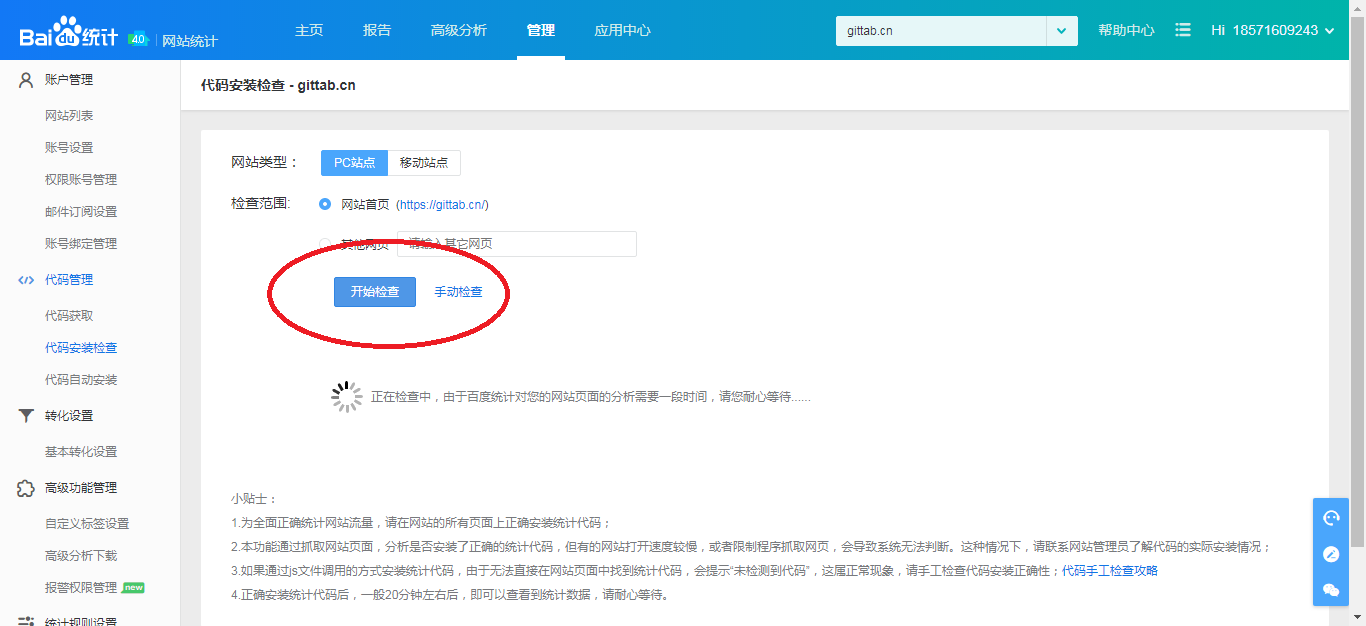 Bai du 统计 4.0 网站统计
主页 报告 高级分析 管理 应用中心
gittab.cn
帮助中心 Hi 18571609243
账户管理
网站列表
账号设置
权限账号管理
邮件订阅设置
账号绑定管理
代码管理
代码获取
代码安装检查
代码自动安装
转化设置
基本转化设置
高级功能管理
自定义标签设置
高级分析下载
报警权限管理 new
统计规则设置
代码安装检查 - gittab.cn
网站类型： PC站点 移动站点
检查范围: 网站首页 (https://gittab.cn/)
其他网页 请输入其它网页
开始检查 手动检查
正在检查中，由于百度统计对您的网站页面的分析需要一段时间，请您耐心等待......
小贴士：
1.为全面正确统计网站流量，请在网站的所有页面上正确安装统计代码；
2.本功能通过抓取网站页面，分析是否安装了正确的统计代码，但有的网站打开速度较慢，或者限制程序抓取网页，会导致系统无法判断。这种情况下，请联系网站管理员了解代码的实际安装情况；
3.如果通过js文件调用的方式安装统计代码，由于无法直接在网站页面中找到统计代码，会提示“未检测到代码”，这属正常现象，请手工检查代码安装正确性；代码手工检查攻略
4.正确安装统计代码后，一般20分钟左右后，即可以查看到统计数据，请耐心等待。